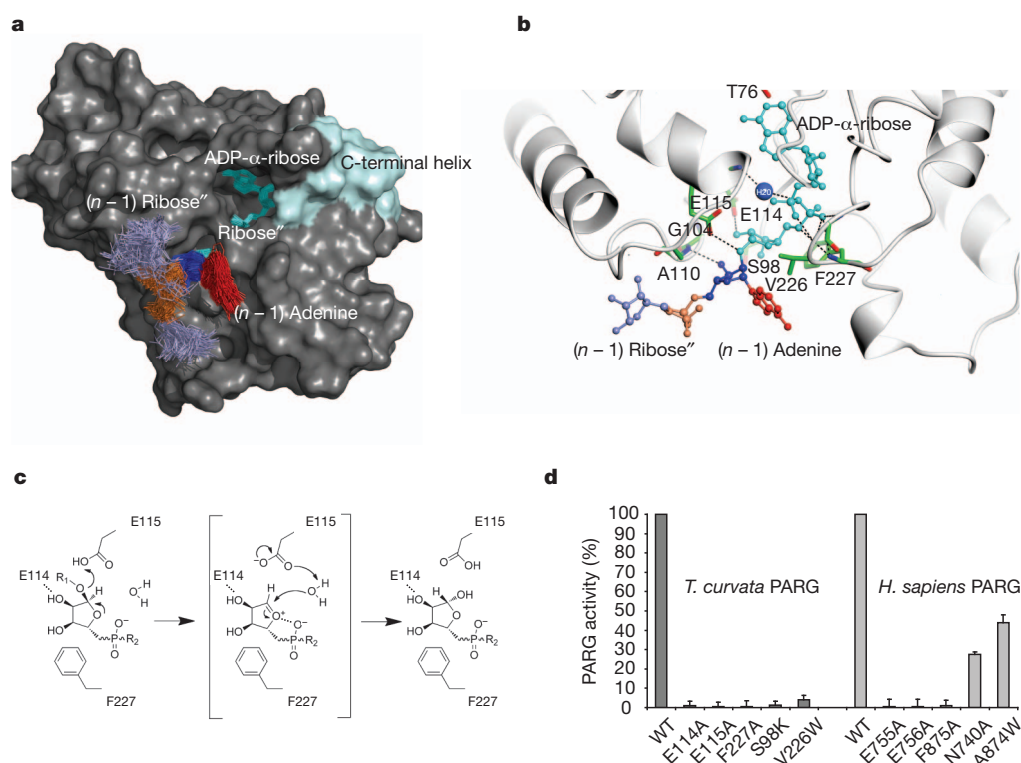 a
ADP-α-ribose
C-terminal helix
(n – 1) Ribose″
Ribose″
(n – 1) Adenine
b
T76
ADP-α-ribose
H20
E115
E114
G104
A110
S98
V226
F227
(n – 1) Ribose″
(n – 1) Adenine
c
E115
E114
HO
O
R1
O
H
O
H
H
HO
HO
O
O–
P
R2
O
F227
E115
–O
O
E114
HO
H
O
H
H
HO
O+
O–
P
R2
O
F227
E115
HO
O
E114
HO
H
OH
HO
O
O–
P
R2
O
F227
d
PARG activity (%)
100
90
80
70
60
50
40
30
20
10
0
T. curvata PARG
H. sapiens PARG
WT
E114A
E115A
F227A
S98K
V226W
WT
E755A
E756A
F875A
N740A
A874W